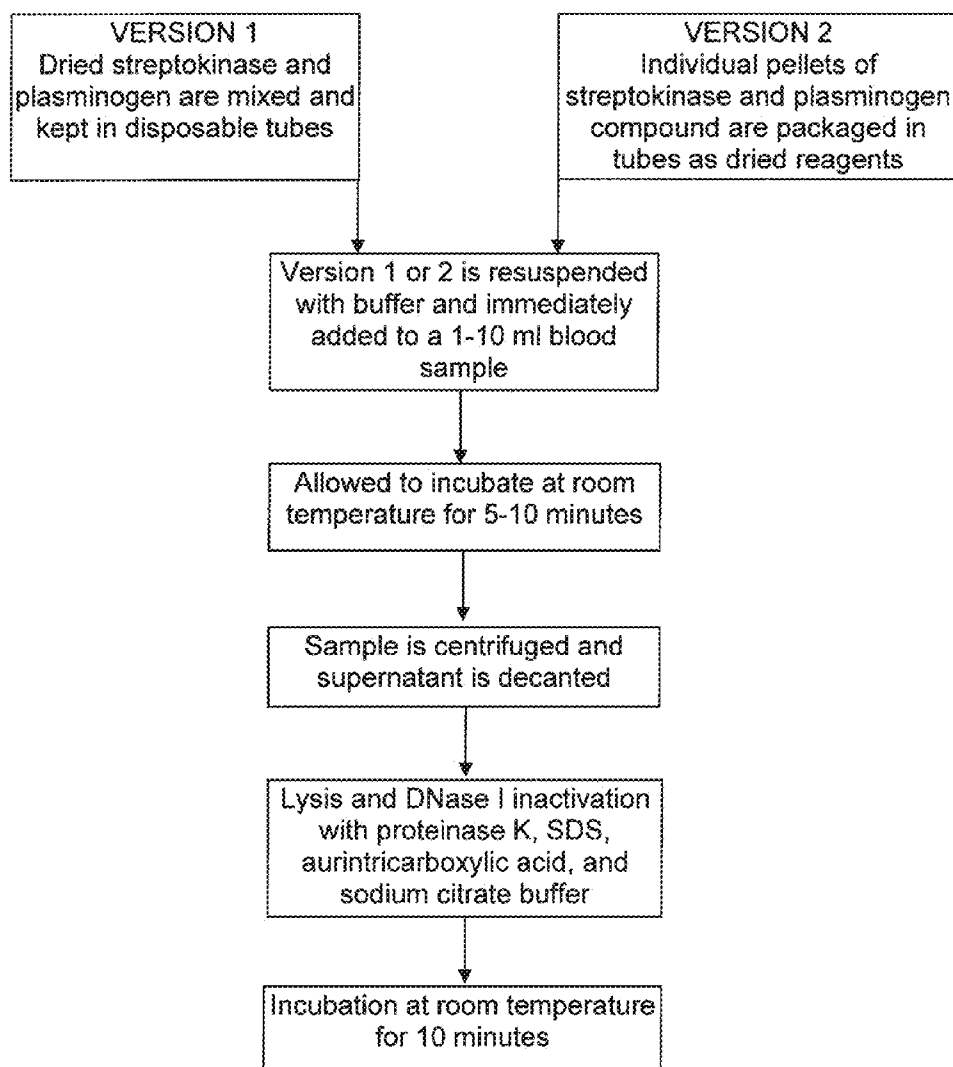 VERSION 1
Dried streptokinase and
plasminogen are mixed and
kept in disposable tubes
VERSION 2
Individual pellets of
streptokinase and plasminogen
compound are packaged in
tubes as dried reagents
Version 1 or 2 is resuspended
with buffer and immediately
added to a 1-10 ml blood
sample
Allowed to incubate at room
temperature for 5-10 minutes
Sample is centrifuged and
supernatant is decanted
Lysis and DNase I inactivation
with proteinase K, SDS,
aurintricarboxylic acid, and
sodium citrate buffer
Incubation at room temperature
for 10 minutes